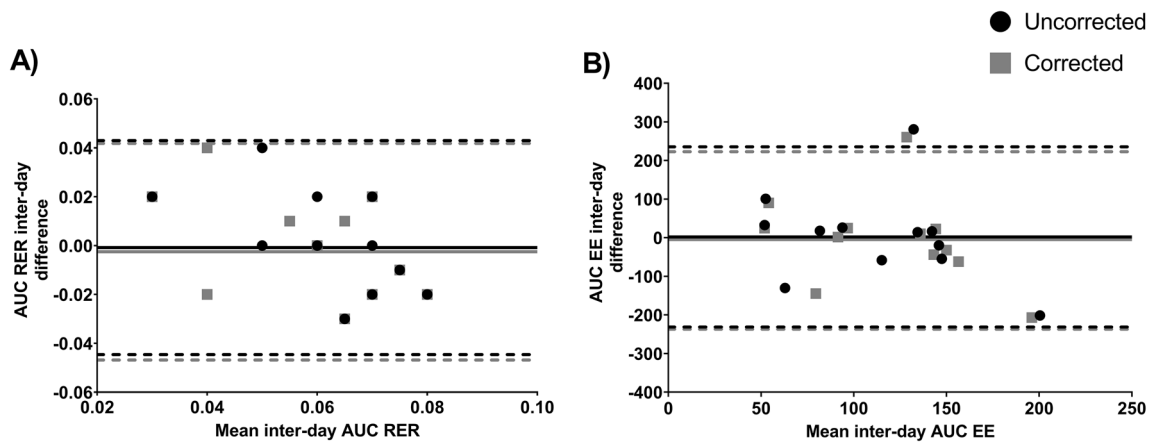 Uncorrected
Corrected
A)
0.06
0.04
0.02
0.00
-0.02
-0.04
-0.06
0.02
0.04
0.06
0.08
0.10
AUC RER inter-day
difference
Mean inter-day AUC RER
B)
400
300
200
100
0
-100
-200
-300
-400
0
50
100
150
200
250
AUC EE inter-day
difference
Mean inter-day AUC EE